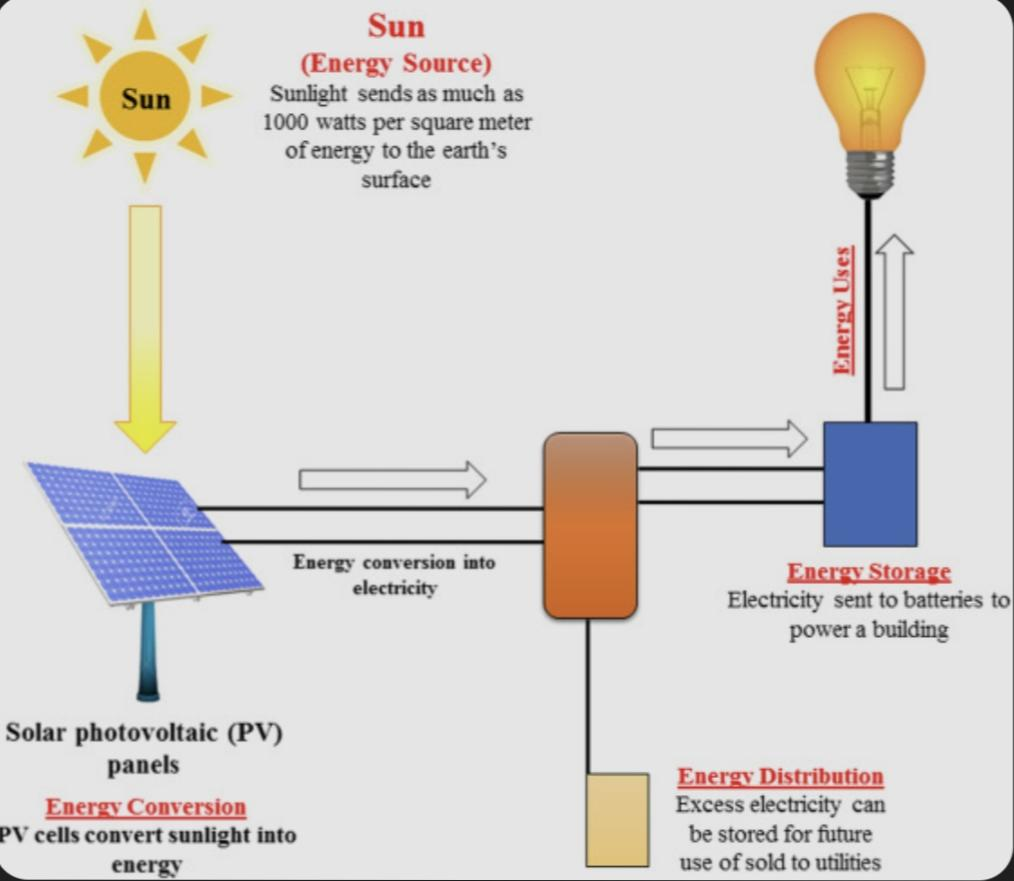 Sun
Sun
(Energy Source)
Sunlight sends as much as
1000 watts per square meter
of energy to the earth's
surface
Energy Uses
Energy conversion into
electricity
Energy Storage
Electricity sent to batteries to
power a building
Solar photovoltaic (PV)
panels
Energy Conversion
PV cells convert sunlight into
energy
Energy Distribution
Excess electricity can
be stored for future
use of sold to utilities